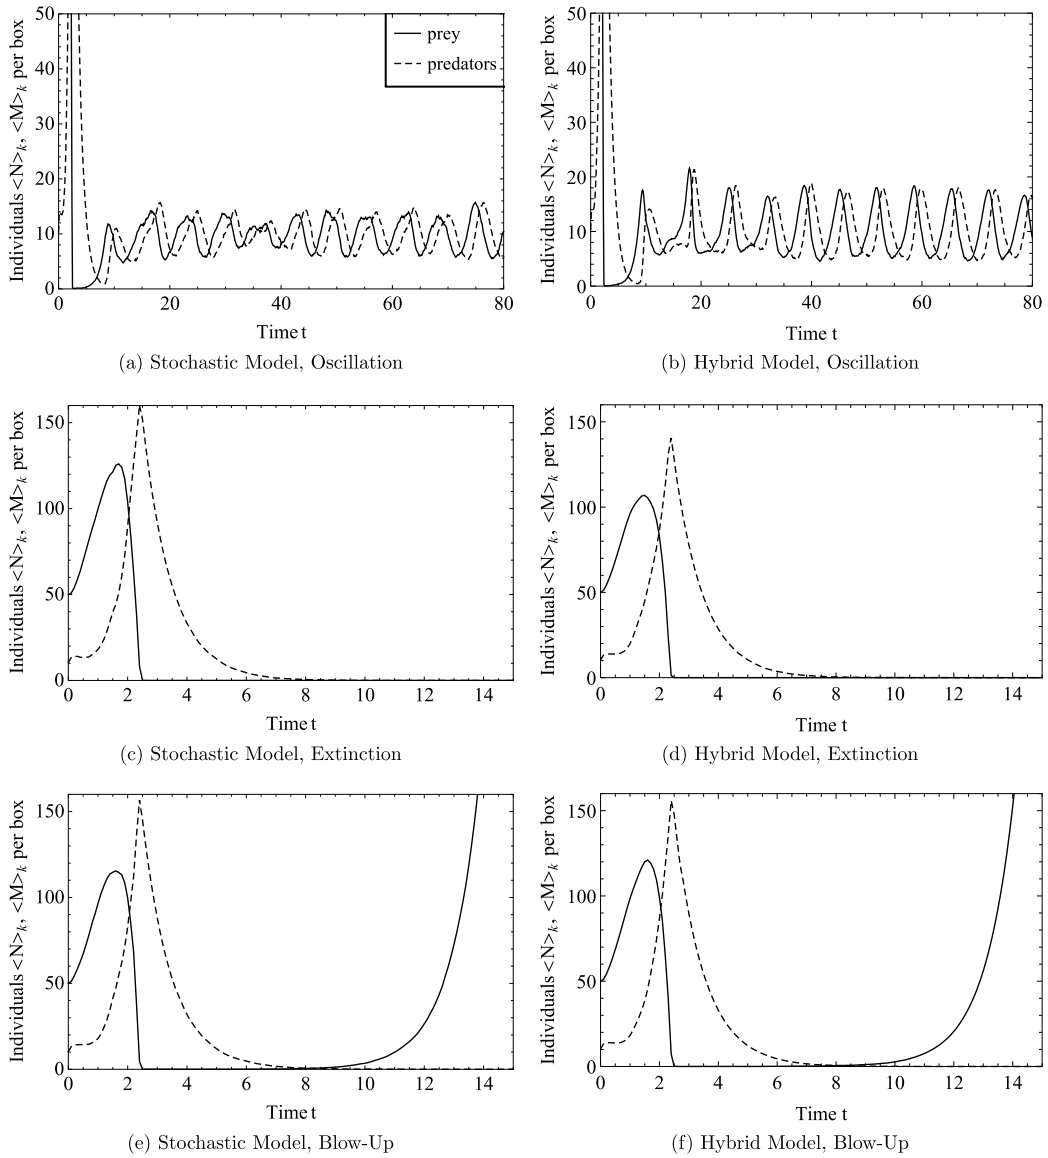 Individuals <N>k, <M>k per box
50
40
30
20
10
0
0 20 40 60 80
prey
predators
Time t
(a) Stochastic Model, Oscillation
Individuals <N>k, <M>k per box
50
40
30
20
10
0
0 20 40 60 80
Time t
(b) Hybrid Model, Oscillation
Individuals <N>k, <M>k per box
150
100
50
0
0 2 4 6 8 10 12 14
Time t
(c) Stochastic Model, Extinction
Individuals <N>k, <M>k per box
150
100
50
0
0 2 4 6 8 10 12 14
Time t
(d) Hybrid Model, Extinction
Individuals <N>k, <M>k per box
150
100
50
0
0 2 4 6 8 10 12 14
Time t
(e) Stochastic Model, Blow-Up
Individuals <N>k, <M>k per box
150
100
50
0
0 2 4 6 8 10 12 14
Time t
(f) Hybrid Model, Blow-Up